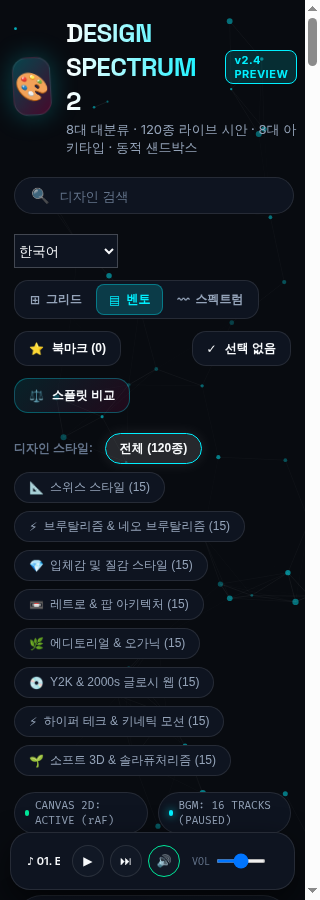 DESIGN
SPECTRUM
2
v2.4
PREVIEW
8대 대분류 · 120종 라이브 시안 · 8대 아
키타입 · 동적 샌드박스
디자인 검색
한국어
그리드
벤토
스펙트럼
북마크 (0)
✓ 선택 없음
스플릿 비교
디자인 스타일:
전체 (120종)
스위스 스타일 (15)
브루탈리즘 & 네오 브루탈리즘 (15)
입체감 및 질감 스타일 (15)
레트로 & 팝 아키텍처 (15)
에디토리얼 & 오가닉 (15)
Y2K & 2000s 글로시 웹 (15)
하이퍼 테크 & 키네틱 모션 (15)
소프트 3D & 솔라퓨처리즘 (15)
CANVAS 2D:
ACTIVE (rAF)
BGM: 16 TRACKS
(PAUSED)
♪ 01. E
VOL